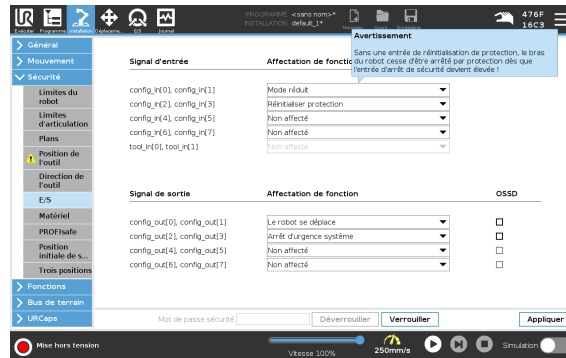 PROGRAMME <sans nom>*
INSTALLATION default_1*
Exécuter
Programme
Installation
Déplaceme...
E/S
Journal
476F
16C3
Avertissement
Sans une entrée de réinitialisation de protection, le bras
du robot cesse d'être arrêté par protection dès que
l'entrée d'arrêt de sécurité devient élevée !
Général
Mouvement
Sécurité
Limites du
robot
Limites
d'articulation
Plans
Position de
l'outil
Direction de
l'outil
E/S
Matériel
PROFIsafe
Position
initiale de s...
Trois positions
Fonctions
Bus de terrain
URCaps
Signal d'entrée
Affectation de fonctio
config_in[0], config_in[1]
Mode réduit
config_in[2], config_in[3]
Réinitialiser protection
config_in[4], config_in[5]
Non affecté
config_in[6], config_in[7]
Non affecté
tool_in[0], tool_in[1]
Non affecté
Signal de sortie
Affectation de fonction
OSSD
config_out[0], config_out[1]
Le robot se déplace
config_out[2], config_out[3]
Arrêt d'urgence système
config_out[4], config_out[5]
Non affecté
config_out[6], config_out[7]
Non affecté
Mot de passe sécurité
Déverrouiller
Verrouiller
Appliquer
Mise hors tension
Vitesse 100%
250mm/s
Simulation